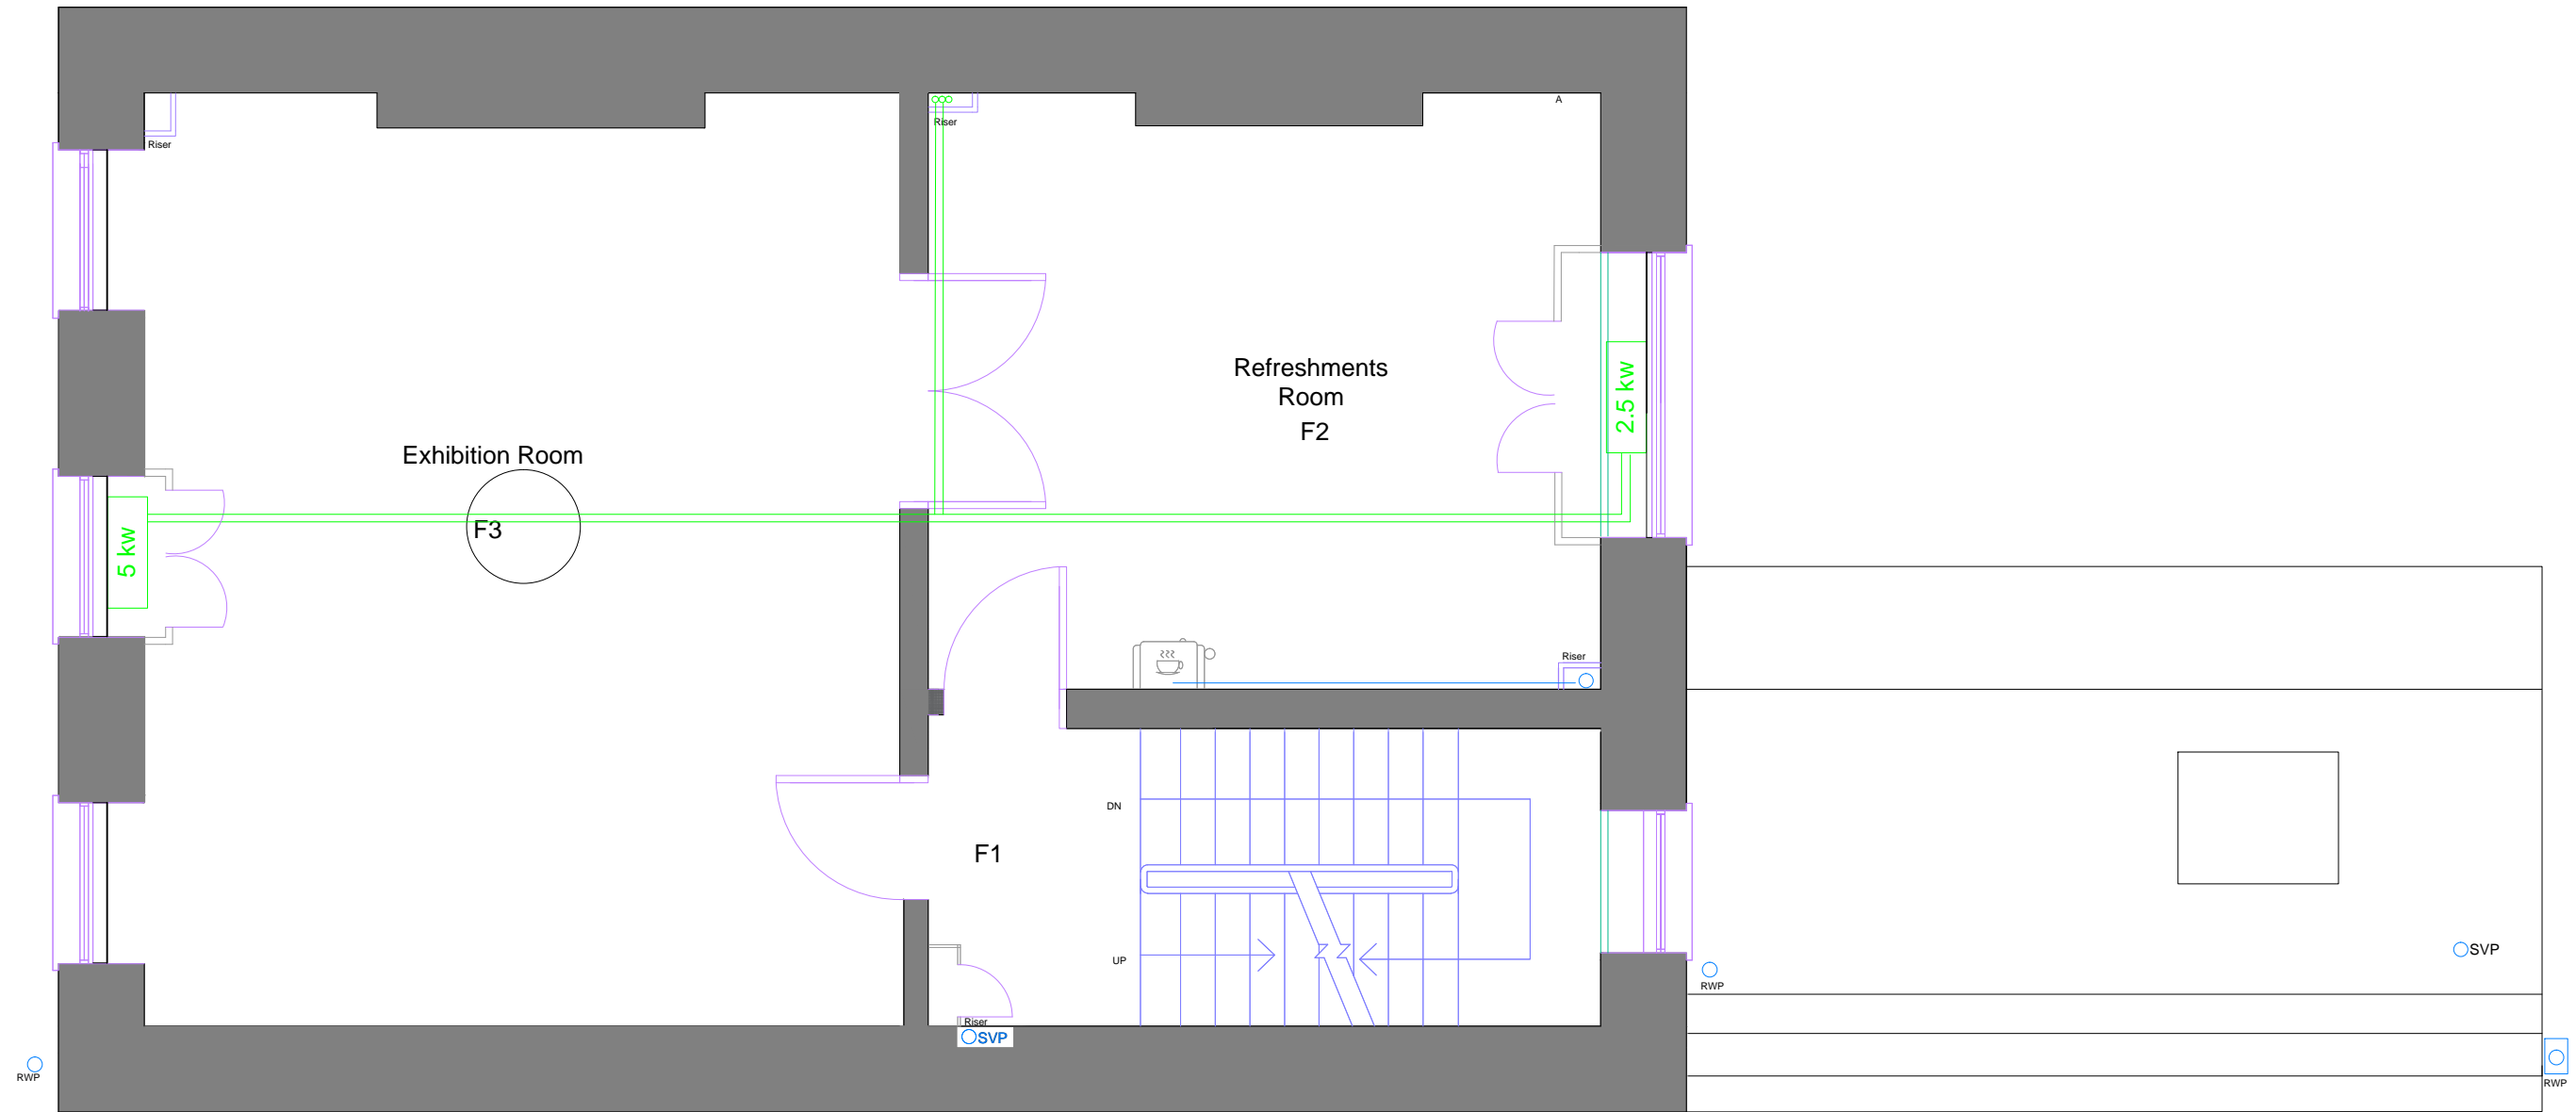 A
Riser
Riser
Refreshments
Room
F2
2.5 kw
Exhibition Room
F3
5 kw
Riser
DN
F1
UP
SVP
RWP
Riser
SVP
RWP
RWP